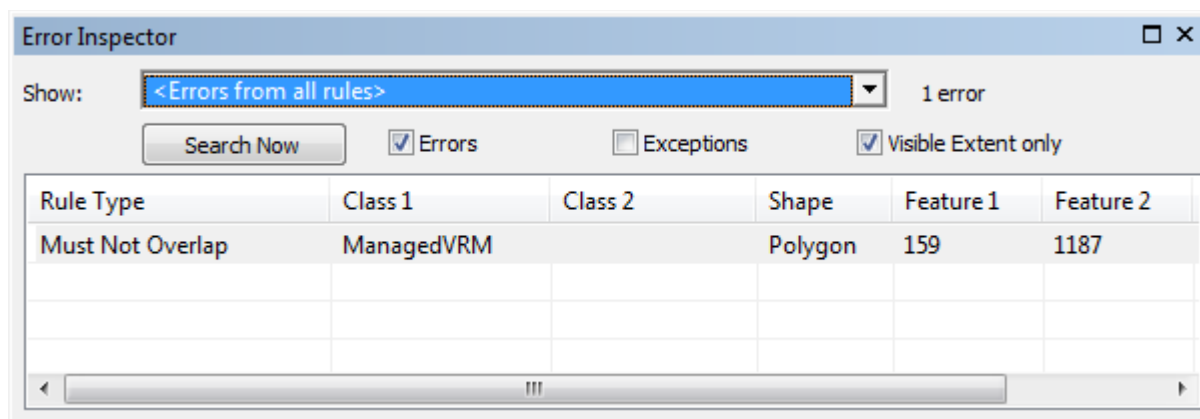 Error Inspector
Show: <Errors from all rules> 1 error
Search Now Errors Exceptions Visible Extent only
Rule Type Class 1 Class 2 Shape Feature 1 Feature 2
Must Not Overlap ManagedVRM Polygon 159 1187